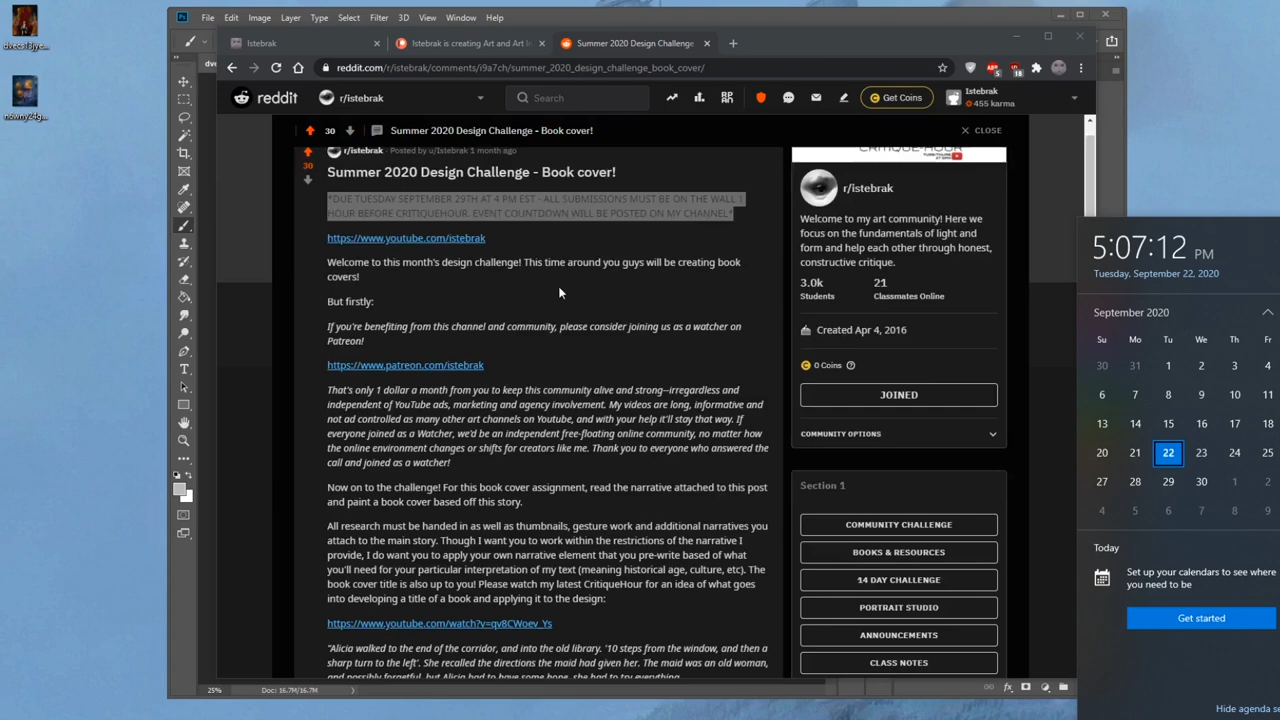 File Edit Image Layer Type Select Filter 3D View Window Help
Istebrak
Istebrak is creating Art and Art
Summer 2020 Design Challenge
reddit.com/r/istebrak/comments/i9a7ch/summer_2020_design_challenge_book_cover/
reddit
r/istebrak
Search
Get Coins
Istebrak
455 karma
30
Summer 2020 Design Challenge - Book cover!
CLOSE
r/istebrak · Posted by u/Istebrak 1 month ago
30
Summer 2020 Design Challenge - Book cover!
*DUE TUESDAY SEPTEMBER 29TH AT 4 PM EST - ALL SUBMISSIONS MUST BE ON THE WALL 1
HOUR BEFORE CRITIQUEHOUR. EVENT COUNTDOWN WILL BE POSTED ON MY CHANNEL*
https://www.youtube.com/istebrak
Welcome to this month's design challenge! This time around you guys will be creating book
covers!
But firstly:
If you're benefiting from this channel and community, please consider joining us as a watcher on
Patreon!
https://www.patreon.com/istebrak
That's only 1 dollar a month from you to keep this community alive and strong--irregardless and
independent of YouTube ads, marketing and agency involvement. My videos are long, informative and
not ad controlled as many other art channels on Youtube, and with your help it'll stay that way. If
everyone joined as a Watcher, we'd be an independent free-floating online community, no matter how
the online environment changes or shifts for creators like me. Thank you to everyone who answered the
call and joined as a watcher!
Now on to the challenge! For this book cover assignment, read the narrative attached to this post
and paint a book cover based off this story.
All research must be handed in as well as thumbnails, gesture work and additional narratives you
attach to the main story. Though I want you to work within the restrictions of the narrative I
provide, I do want you to apply your own narrative element that you pre-write based of what
you'll need for your particular interpretation of my text (meaning historical age, culture, etc). The
book cover title is also up to you! Please watch my latest CritiqueHour for an idea of what goes
into developing a title of a book and applying it to the design:
https://www.youtube.com/watch?v=qv8CWoev_Ys
"Alicia walked to the end of the corridor, and into the old library. '10 steps from the window, and then a
sharp turn to the left'. She recalled the directions the maid had given her. The maid was an old woman,
and possibly forgetful, but Alicia had to have some hope, she had to try everything.
CRITIQUE-HOUR
r/istebrak
Welcome to my art community! Here we
focus on the fundamentals of light and
form and help each other through honest,
constructive critique.
3.0k 21
Students Classmates Online
Created Apr 4, 2016
0 Coins
JOINED
COMMUNITY OPTIONS
Section 1
COMMUNITY CHALLENGE
BOOKS & RESOURCES
14 DAY CHALLENGE
PORTRAIT STUDIO
ANNOUNCEMENTS
CLASS NOTES
5:07:12 PM
Tuesday, September 22, 2020
September 2020
Su Mo Tu We Th Fr
30 31 1 2 3 4
6 7 8 9 10 11
13 14 15 16 17 18
20 21 22 23 24 25
27 28 29 30 1 2
4 5 6 7 8 9
Today
Set up your calendars to see where
you need to be
Get started
Hide agenda
25% Doc: 16.7M/16.7M